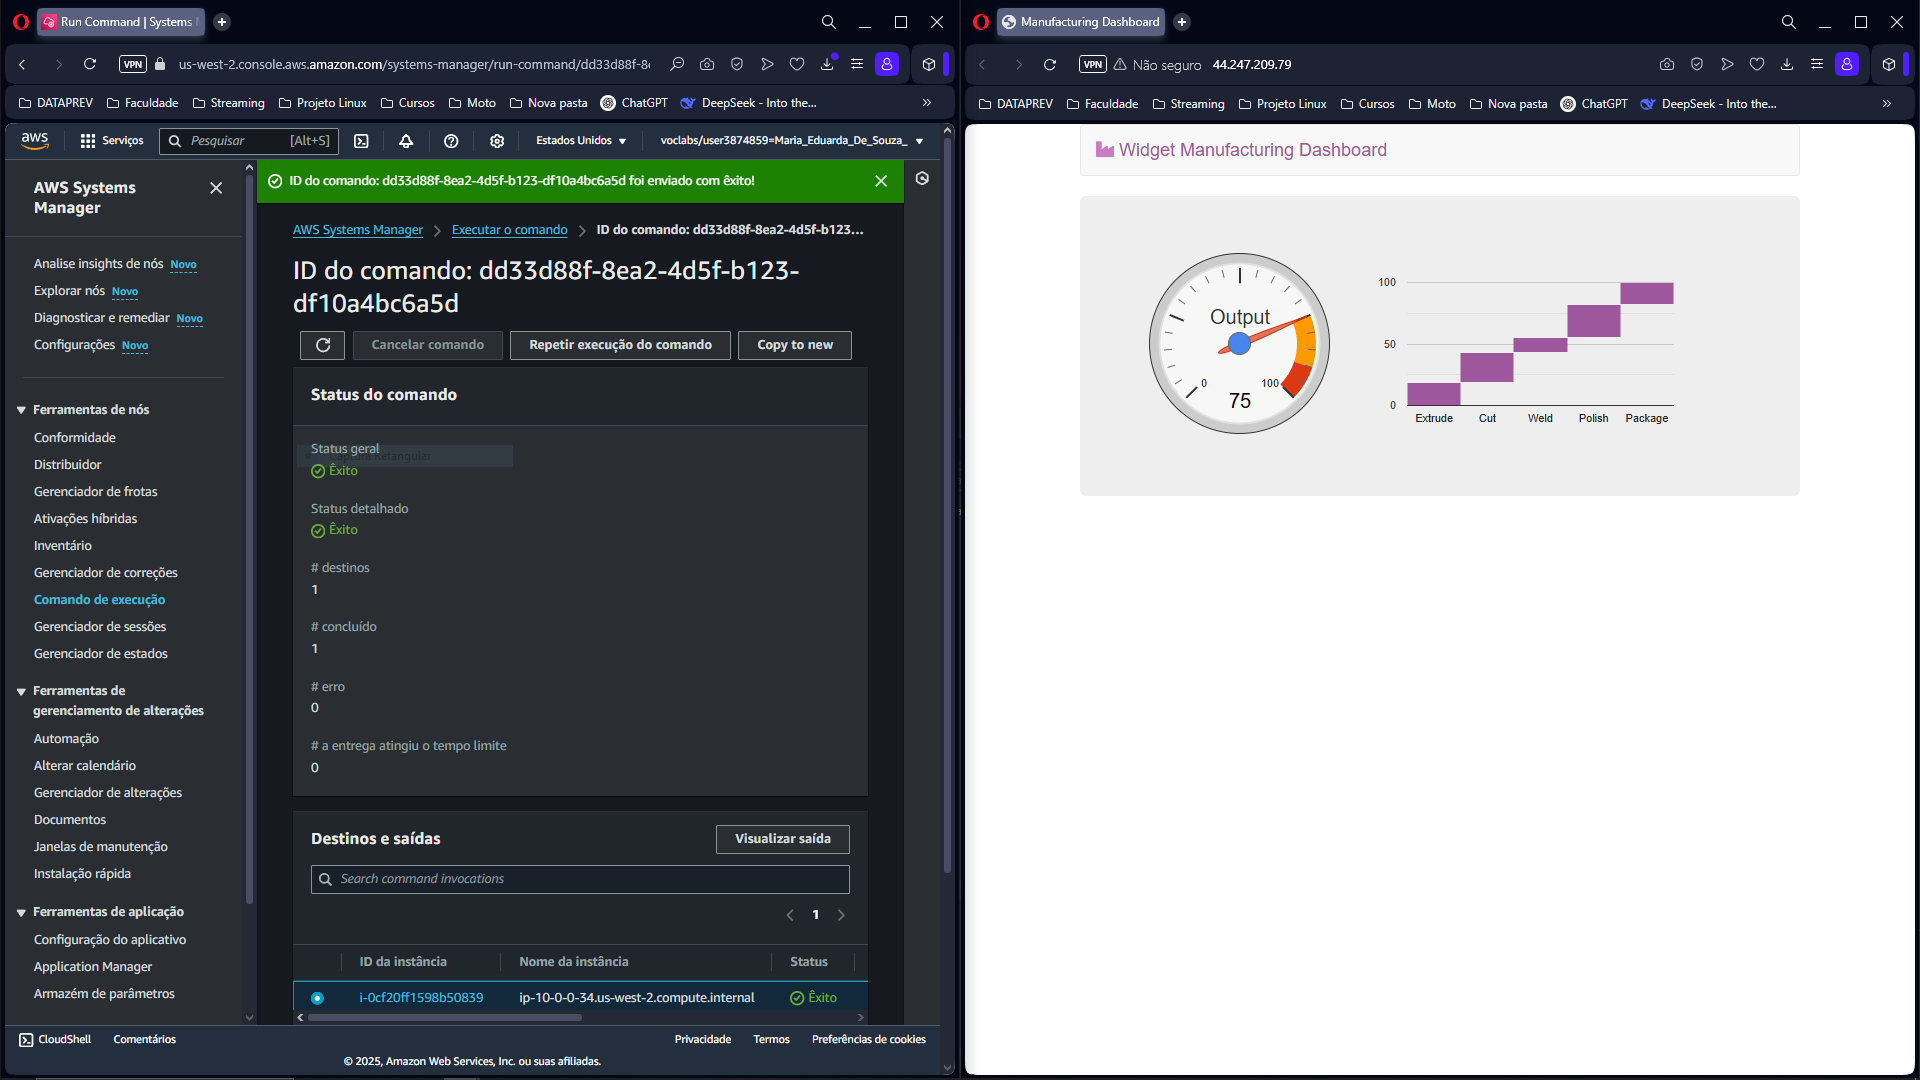 Run Command | Systems
VPN
us-west-2.console.aws.amazon.com/systems-manager/run-command/dd33d88f-8
DATAPREV
Faculdade
Streaming
Projeto Linux
Cursos
Moto
Nova pasta
ChatGPT
DeepSeek - Into the...
aws
Serviços
Pesquisar
[Alt+S]
Estados Unidos
voclabs/user3874859=Maria_Eduarda_De_Souza_
AWS Systems
Manager
Analise insights de nós Novo
Explorar nós Novo
Diagnosticar e remediar Novo
Configurações Novo
Ferramentas de nós
Conformidade
Distribuidor
Gerenciador de frotas
Ativações híbridas
Inventário
Gerenciador de correções
Comando de execução
Gerenciador de sessões
Gerenciador de estados
Ferramentas de
gerenciamento de alterações
Automação
Alterar calendário
Gerenciador de alterações
Documentos
Janelas de manutenção
Instalação rápida
Ferramentas de aplicação
Configuração do aplicativo
Application Manager
Armazém de parâmetros
ID do comando: dd33d88f-8ea2-4d5f-b123-df10a4bc6a5d foi enviado com êxito!
AWS Systems Manager
Executar o comando
ID do comando: dd33d88f-8ea2-4d5f-b123...
ID do comando: dd33d88f-8ea2-4d5f-b123-
df10a4bc6a5d
Cancelar comando
Repetir execução do comando
Copy to new
Status do comando
Status geral
Êxito
Status detalhado
Êxito
# destinos
1
# concluído
1
# erro
0
# a entrega atingiu o tempo limite
0
Destinos e saídas
Visualizar saída
Search command invocations
1
ID da instância
Nome da instância
Status
i-0cf20ff1598b50839
ip-10-0-0-34.us-west-2.compute.internal
Êxito
CloudShell
Comentários
Privacidade
Termos
Preferências de cookies
© 2025, Amazon Web Services, Inc. ou suas afiliadas.
Manufacturing Dashboard
VPN
Não seguro
44.247.209.79
DATAPREV
Faculdade
Streaming
Projeto Linux
Cursos
Moto
Nova pasta
ChatGPT
DeepSeek - Into the...
Widget Manufacturing Dashboard
Output
0
100
75
100
50
0
Extrude
Cut
Weld
Polish
Package